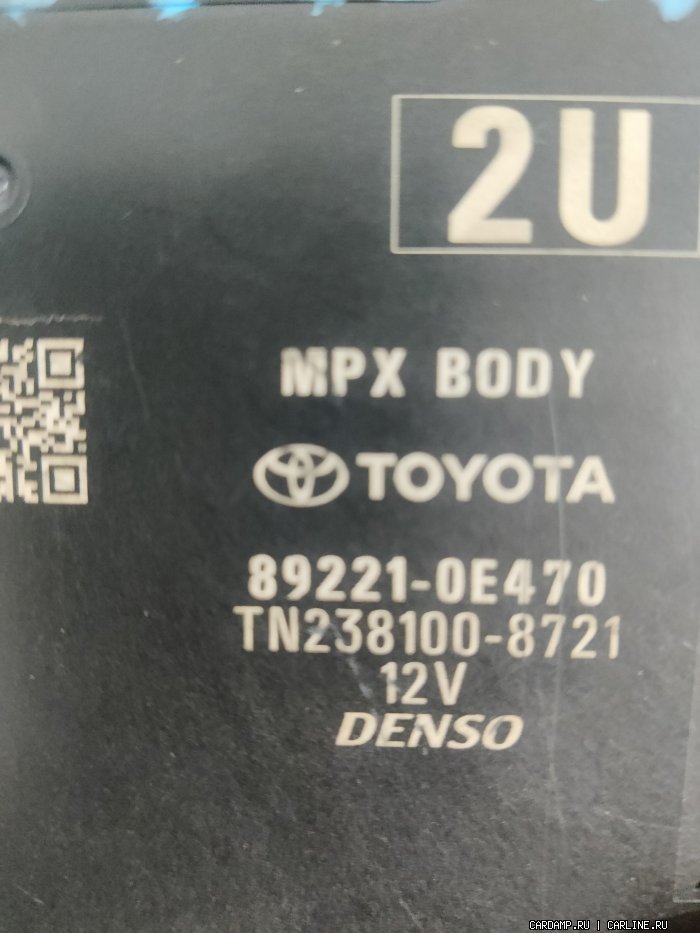 2U
MPX BODY
TOYOTA
89221-0E470
TN238100-8721
12V
DENSO
CARDAMP.RU | CARLINE.RU